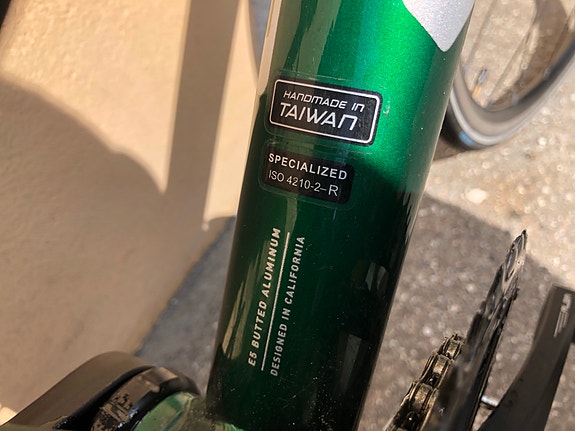 HANDMADE IN
TAIWAN
SPECIALIZED
ISO 4210-2-R
E5 BUTTED ALUMINUM
DESIGNED IN CALIFORNIA